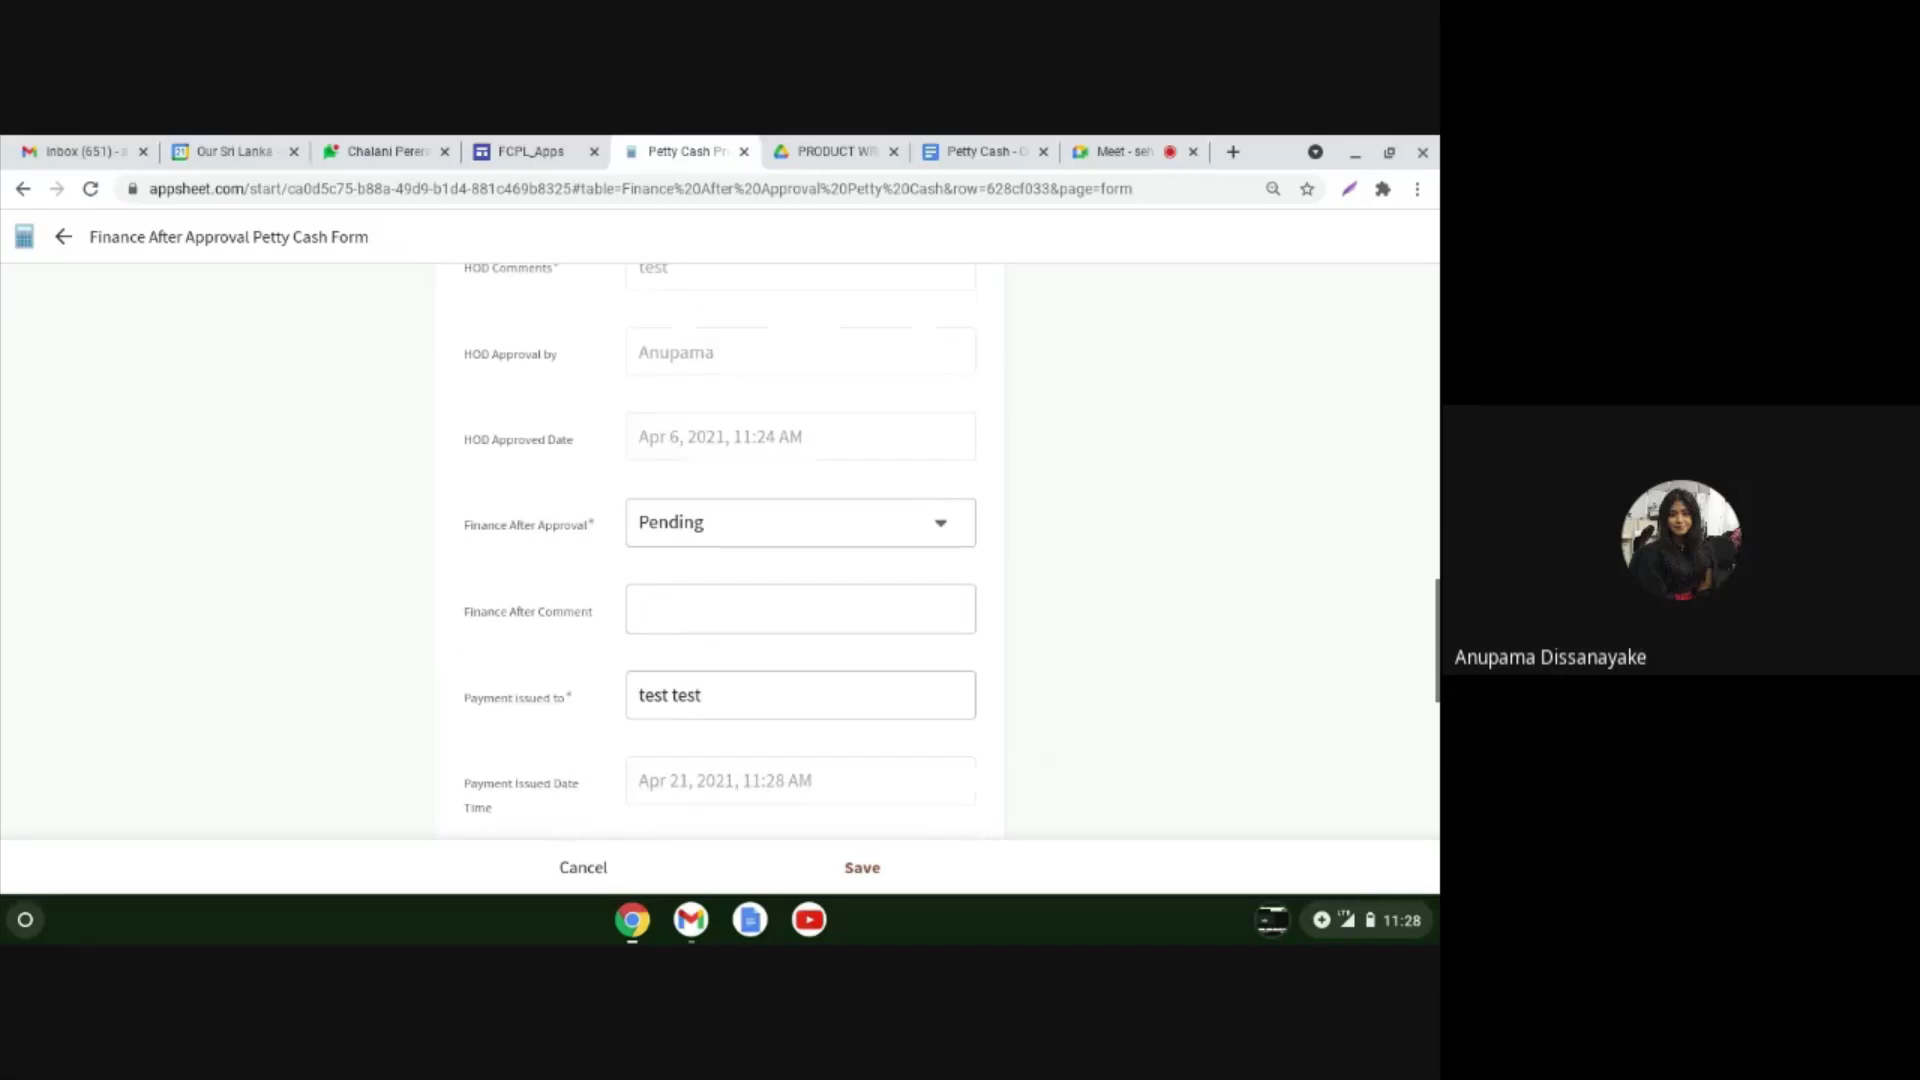 Inbox (651) - a
Our Sri Lanka
Chalani Perera
FCPL_Apps
Petty Cash Pr
PRODUCT WR
Petty Cash - O
Meet - seh
appsheet.com/start/ca0d5c75-b88a-49d9-b1d4-881c469b8325#table=Finance%20After%20Approval%20Petty%20Cash&row=628cf033&page=form
Finance After Approval Petty Cash Form
HOD Comments*
test
HOD Approval by
Anupama
HOD Approved Date
Apr 6, 2021, 11:24 AM
Finance After Approval*
Pending
Finance After Comment
Payment issued to*
test test
Payment Issued Date
Time
Apr 21, 2021, 11:28 AM
Cancel
Save
LTE
11:28
Anupama Dissanayake